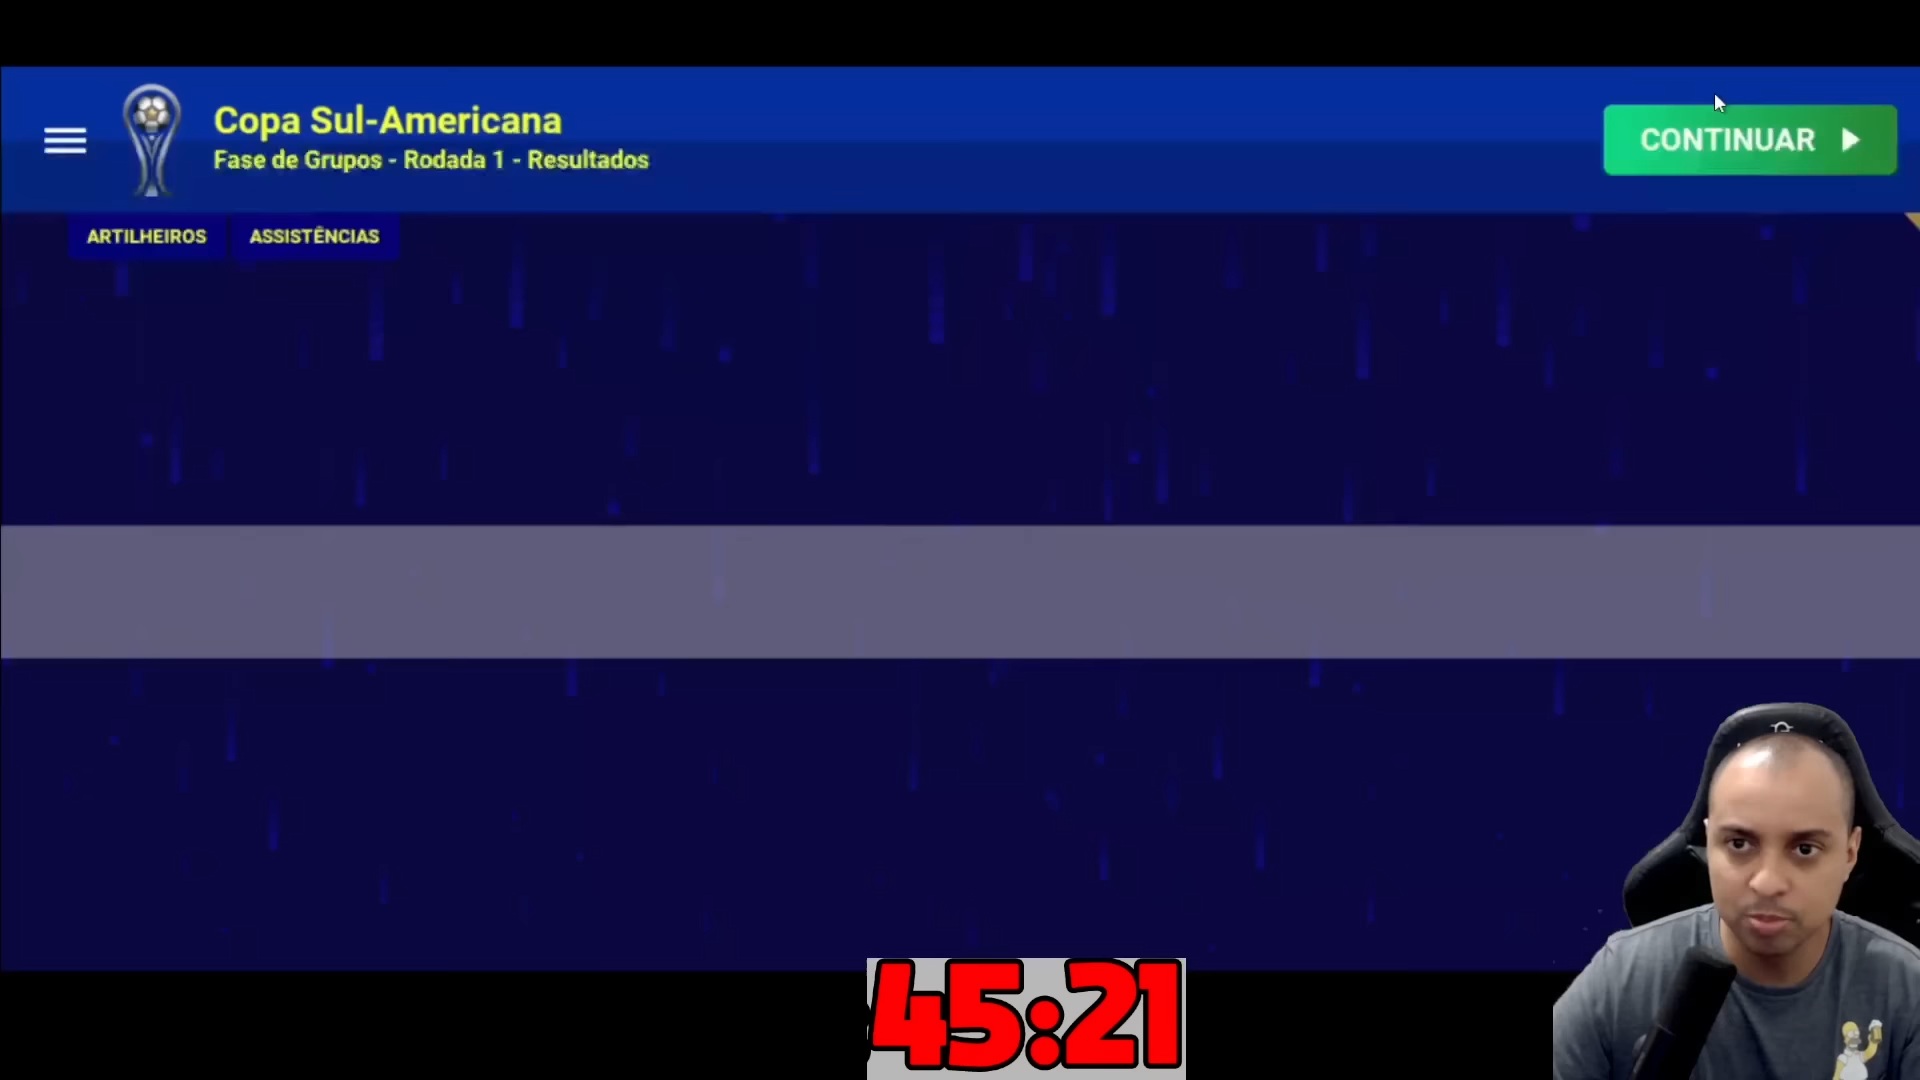 Copa Sul-Americana
Fase de Grupos - Rodada 1 - Resultados
CONTINUAR
ARTILHEIROS
ASSISTÊNCIAS
45:21